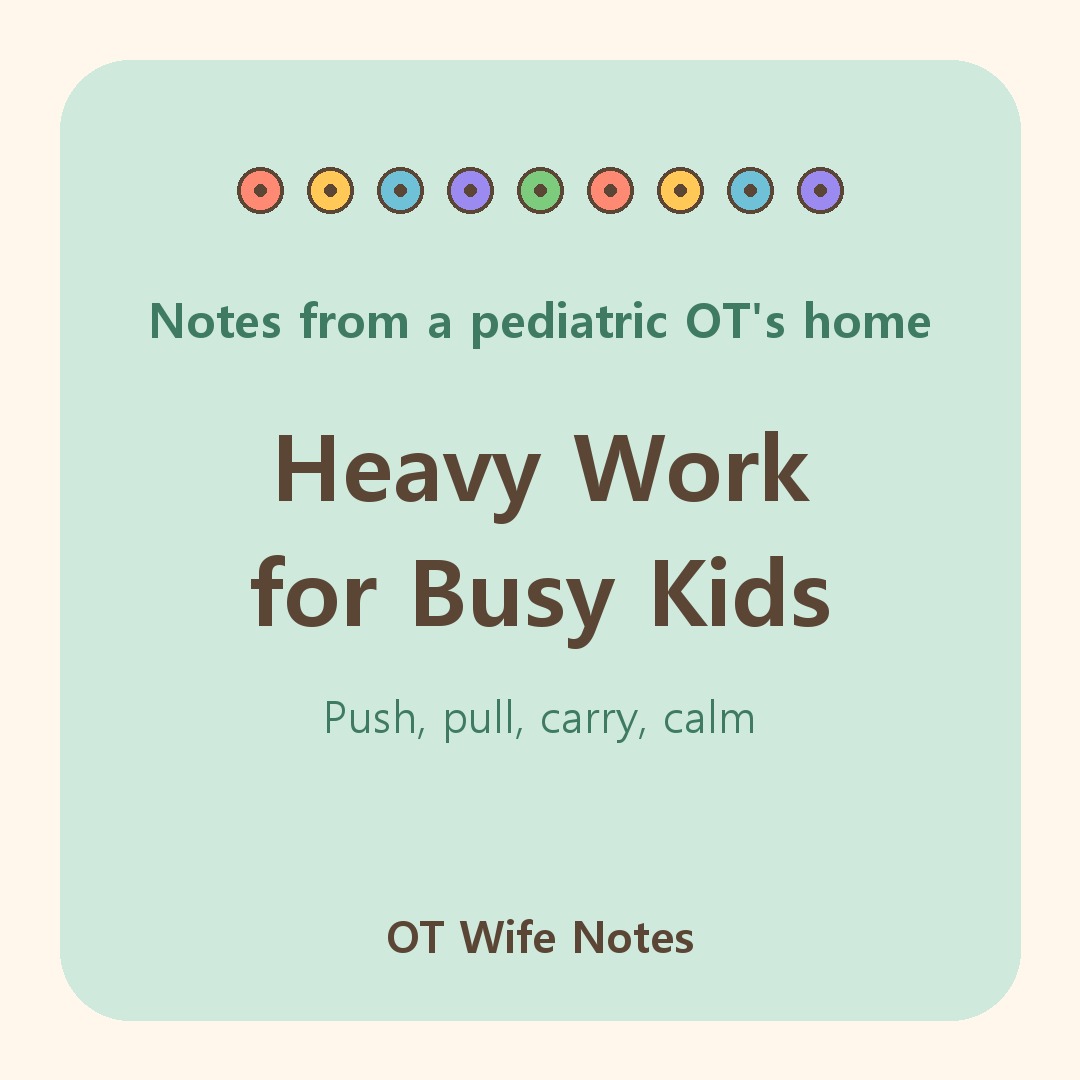 Notes from a pediatric OT's home
Heavy Work
for Busy Kids
Push, pull, carry, calm
OT Wife Notes